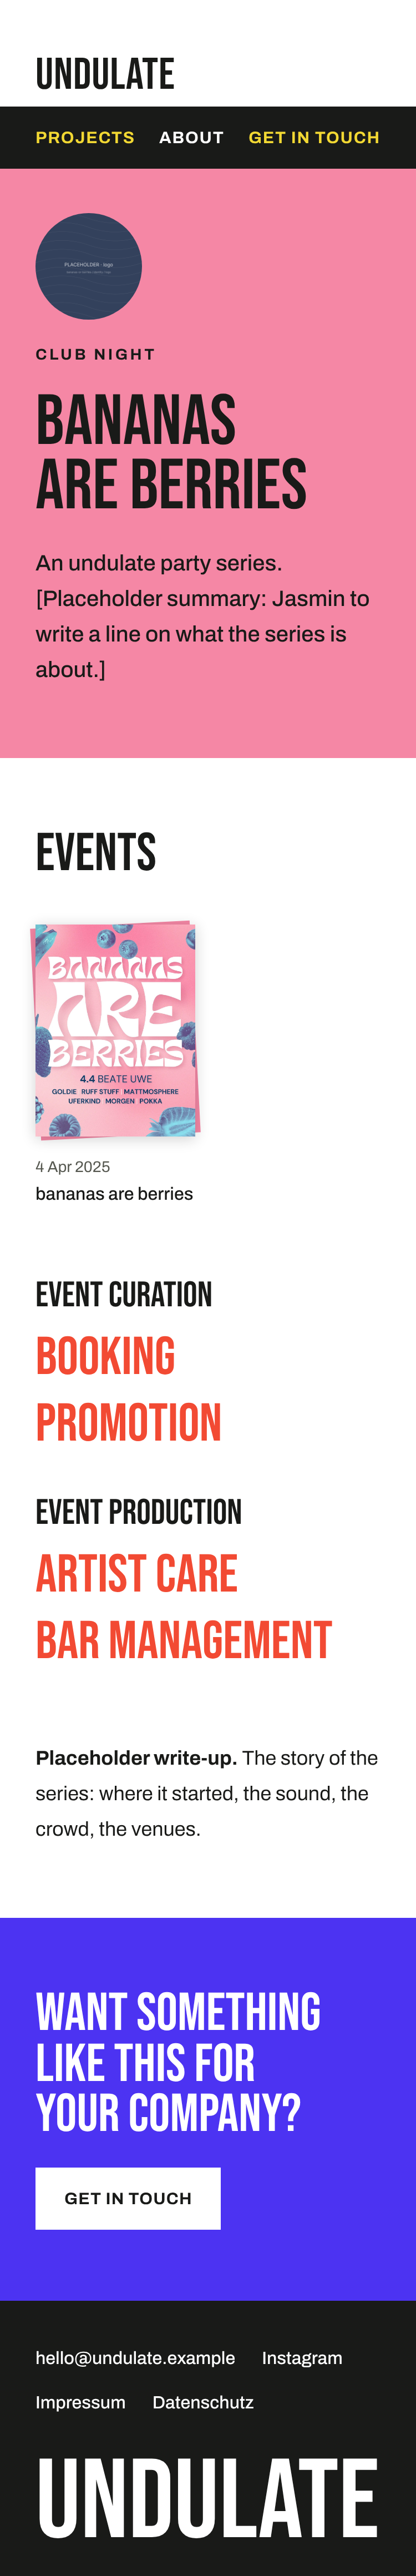 UNDULATE
PROJECTS ABOUT GET IN TOUCH
PLACEHOLDER · logo
CLUB NIGHT
BANANAS
ARE BERRIES
An undulate party series.
[Placeholder summary: Jasmin to
write a line on what the series is
about.]
EVENTS
BANANAS
ARE
BERRIES
4.4 BEATE UWE
GOLDIE RUFF STUFF MATTMOSPHERE
UFERKIND MORGEN POKKA
4 Apr 2025
bananas are berries
EVENT CURATION
BOOKING
PROMOTION
EVENT PRODUCTION
ARTIST CARE
BAR MANAGEMENT
Placeholder write-up. The story of the
series: where it started, the sound, the
crowd, the venues.
WANT SOMETHING
LIKE THIS FOR
YOUR COMPANY?
GET IN TOUCH
hello@undulate.example Instagram
Impressum Datenschutz
UNDULATE